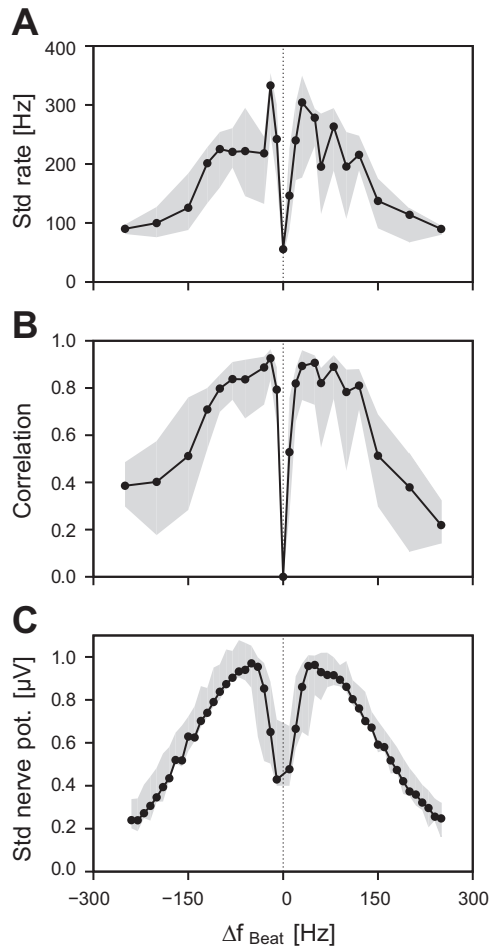 A
400
300
200
100
0
Std rate [Hz]
B
1.0
0.8
0.6
0.4
0.2
0.0
Correlation
C
1.0
0.8
0.6
0.4
0.2
0.0
Std nerve pot. [µV]
−300 −150 0 150 300
Δf Beat [Hz]